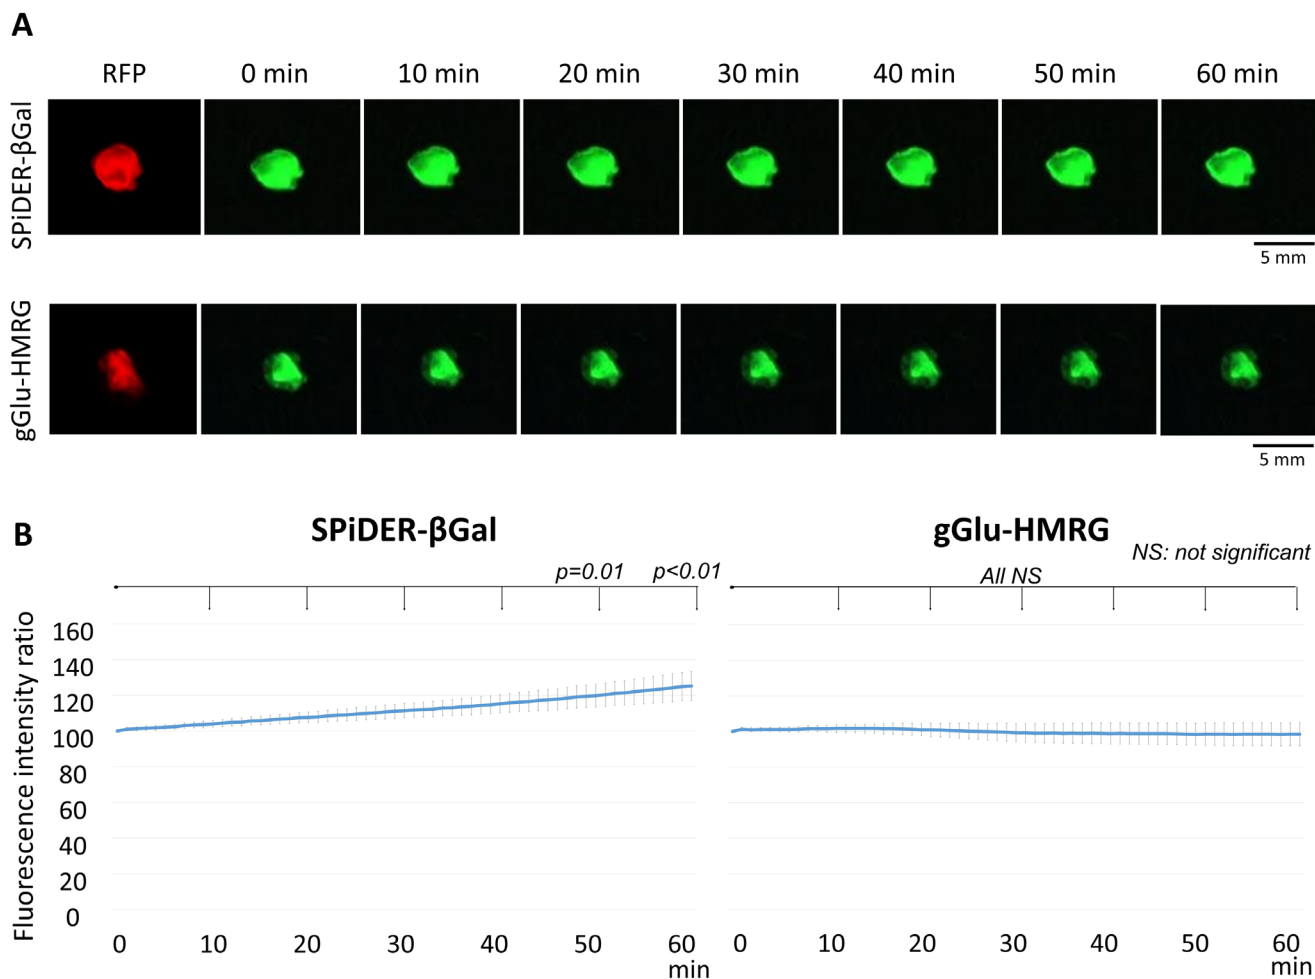 A
RFP 0 min 10 min 20 min 30 min 40 min 50 min 60 min
SPiDER-βGal
5 mm
gGlu-HMRG
5 mm
B
SPiDER-βGal
gGlu-HMRG
NS: not significant
p=0.01 p<0.01
All NS
Fluorescence intensity ratio
160
140
120
100
80
60
40
20
0
0 10 20 30 40 50 60
min
0 10 20 30 40 50 60
min